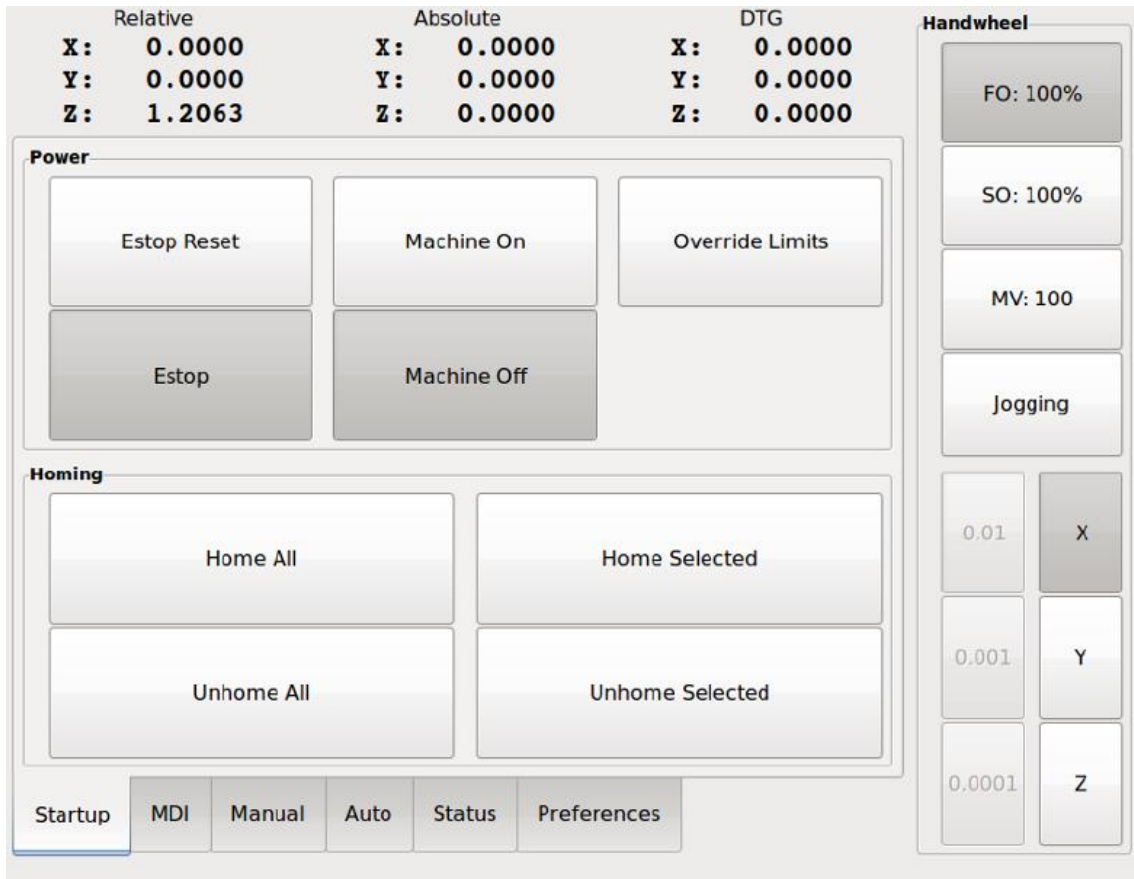 Relative Absolute DTG
X: 0.0000 X: 0.0000 X: 0.0000
Y: 0.0000 Y: 0.0000 Y: 0.0000
Z: 1.2063 Z: 0.0000 Z: 0.0000
Power
Estop Reset Machine On Override Limits
Estop Machine Off
Homing
Home All Home Selected
Unhome All Unhome Selected
Startup MDI Manual Auto Status Preferences
Handwheel
FO: 100%
SO: 100%
MV: 100
Jogging
0.01 X
0.001 Y
0.0001 Z